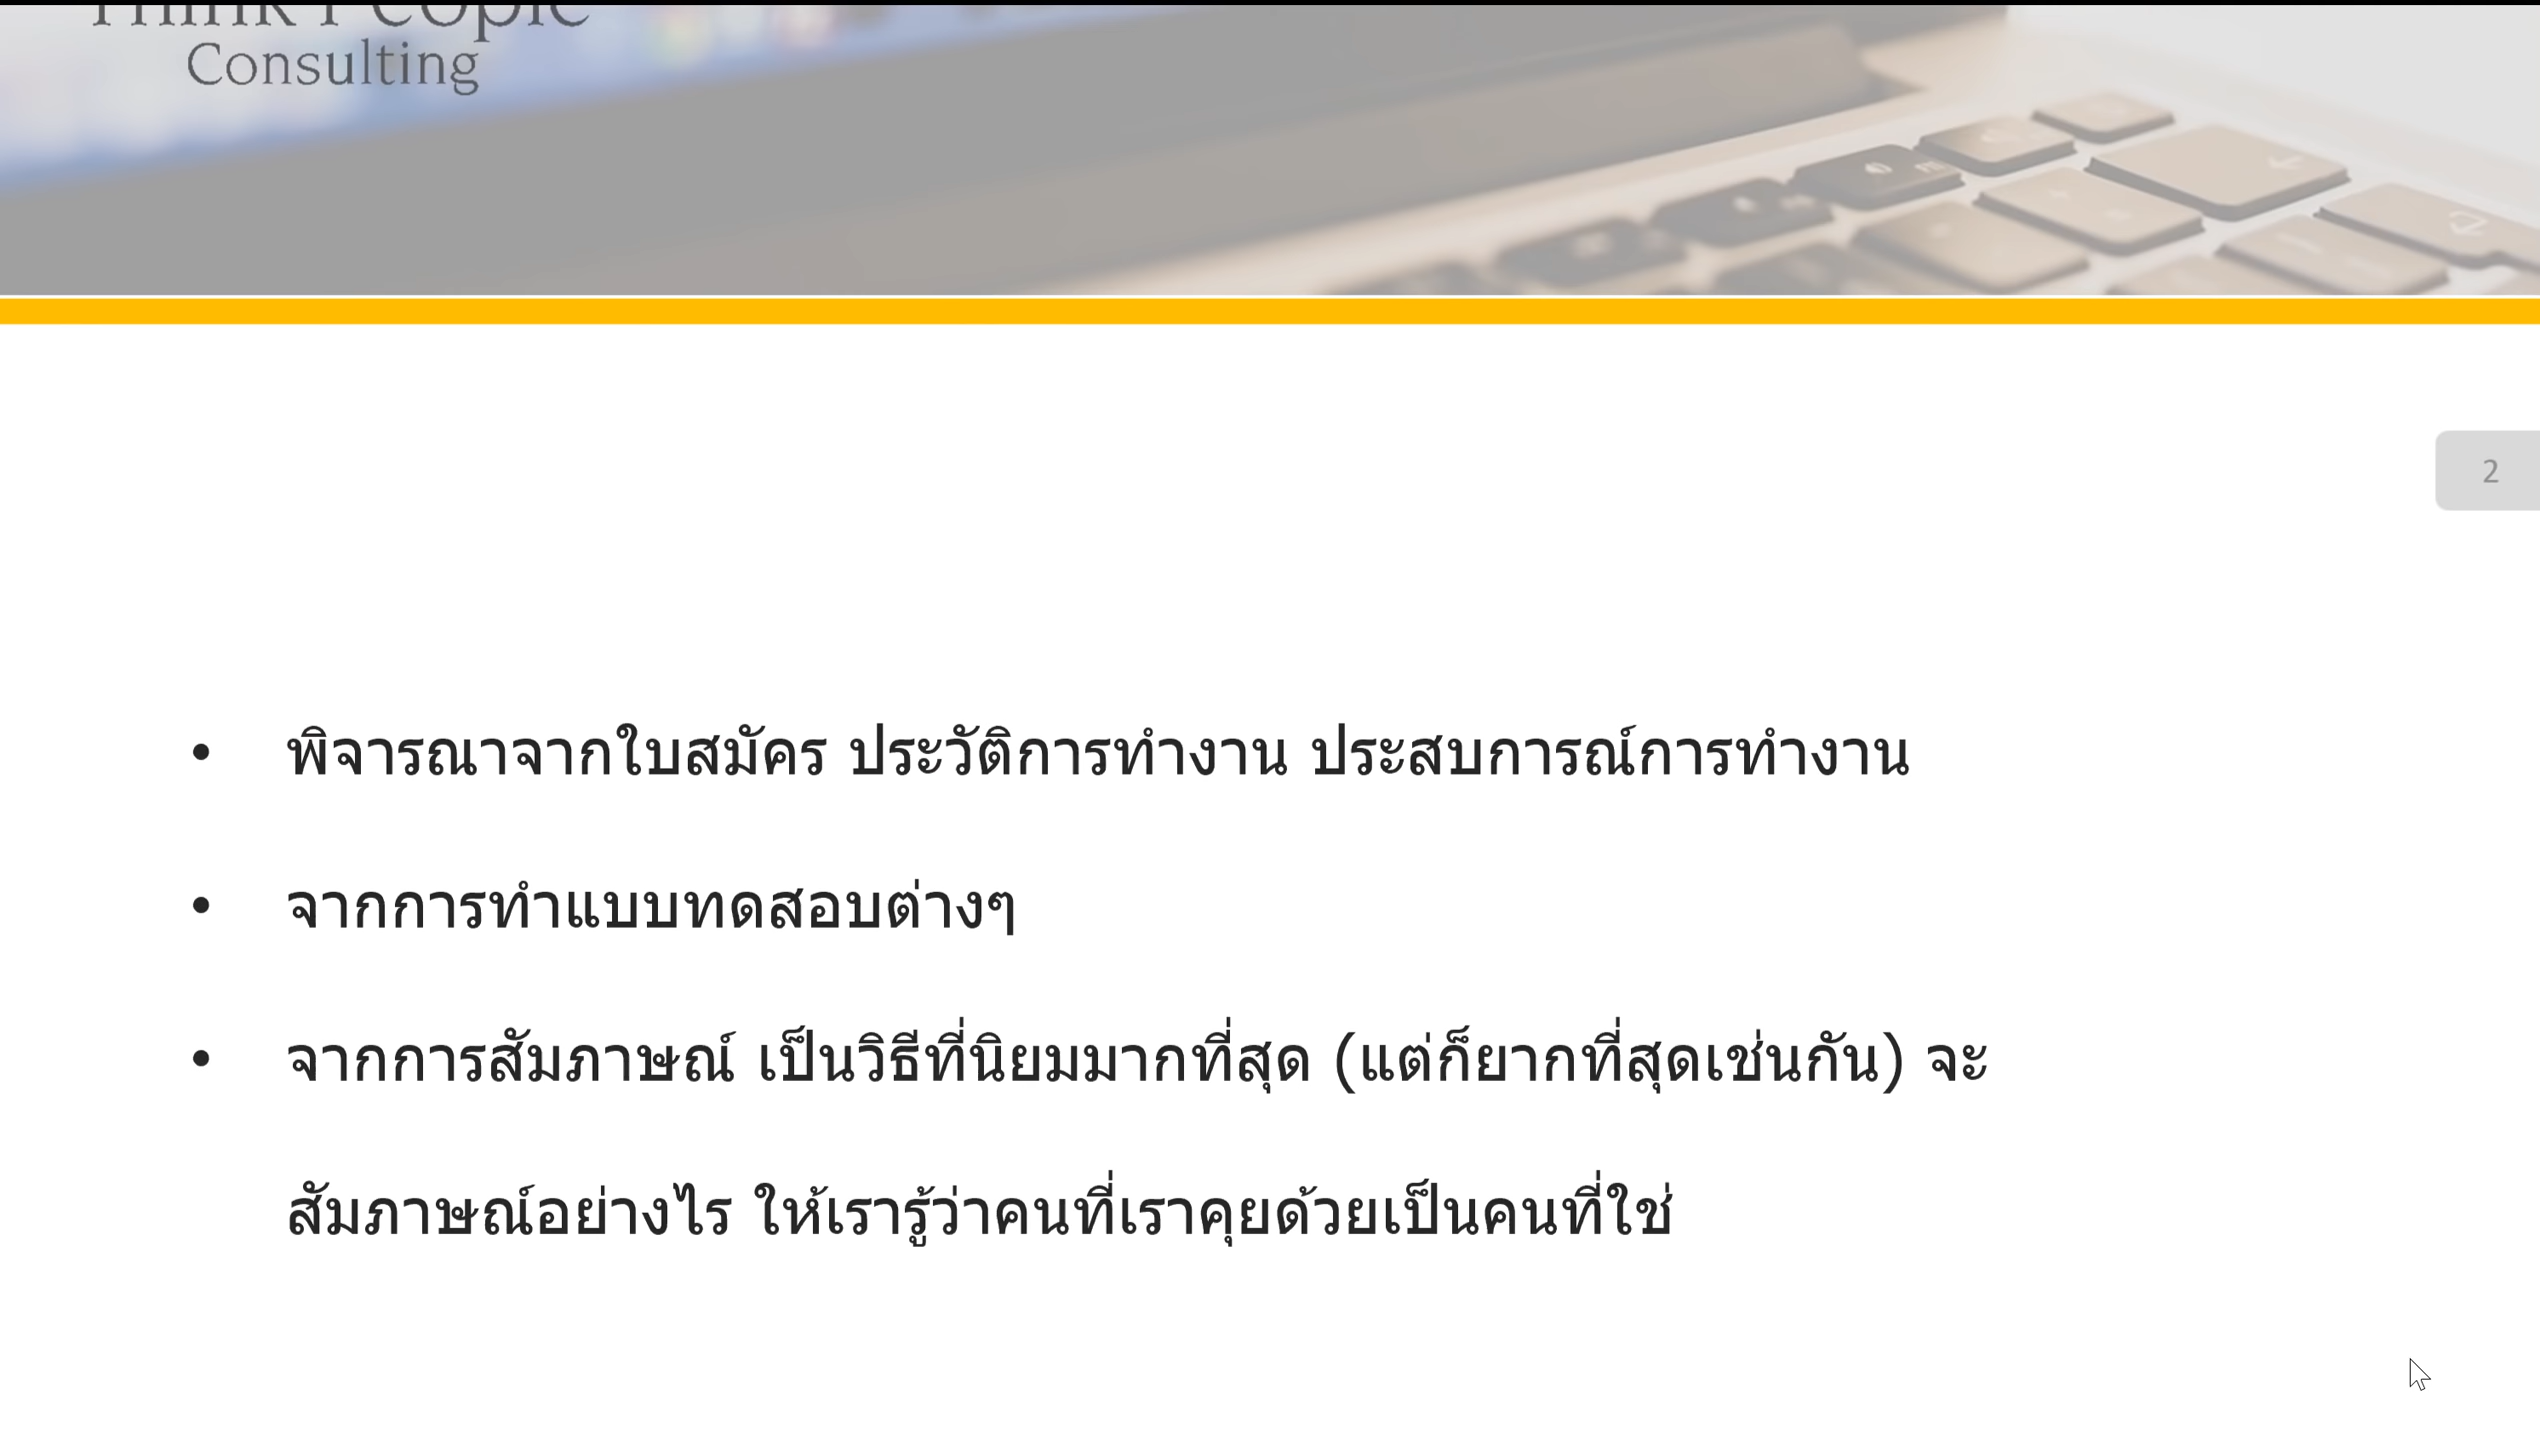 Think People
Consulting
2
• พิจารณาจากใบสมัคร ประวัติการทำงาน ประสบการณ์การทำงาน
• จากการทำแบบทดสอบต่างๆ
• จากการสัมภาษณ์ เป็นวิธีที่นิยมมากที่สุด (แต่ก็ยากที่สุดเช่นกัน) จะ
สัมภาษณ์อย่างไร ให้เรารู้ว่าคนที่เราคุยด้วยเป็นคนที่ใช่